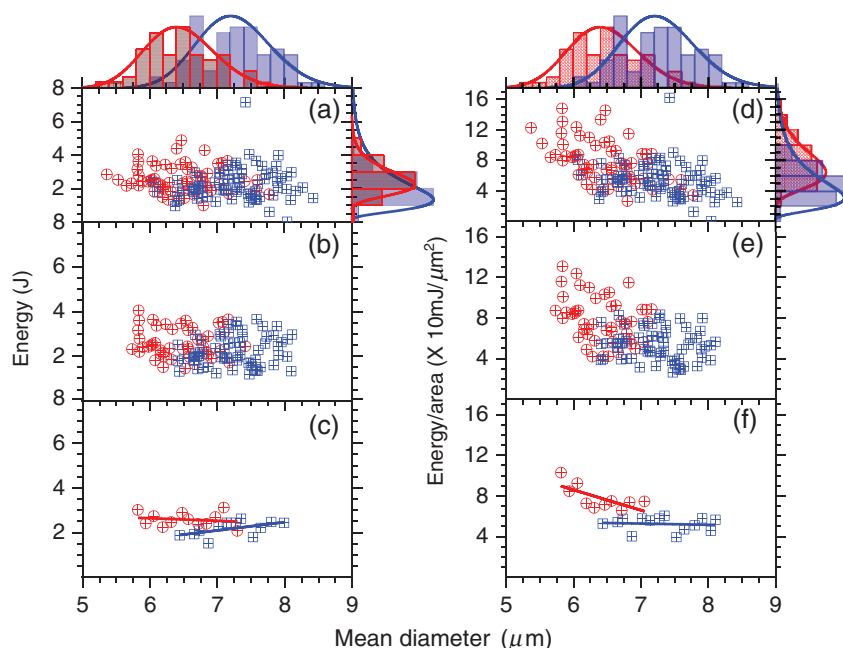 8 (a) 16 (d)
6 12
4 8
2 4
8 (b) 16 (e)
6 12
4 8
2 4
8 (c) 16 (f)
6 12
4 8
2 4
Energy (J)
Energy/area (X 10mJ/μm²)
5 6 7 8 9 5 6 7 8 9
Mean diameter (μm)